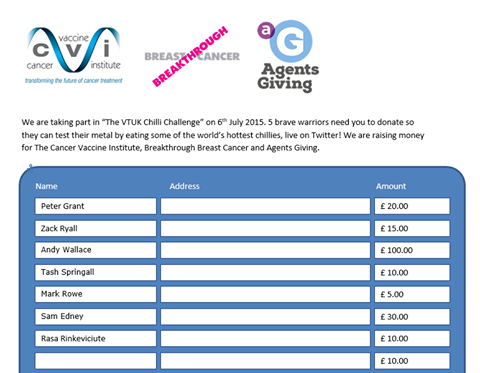 vaccine
cvi
cancer institute
transforming the future of cancer treatment
BREAST CANCER
BREAKTHROUGH
aG
Agents
Giving
We are taking part in “The VTUK Chilli Challenge” on 6th July 2015. 5 brave warriors need you to donate so
they can test their metal by eating some of the world’s hottest chillies, live on Twitter! We are raising money
for The Cancer Vaccine Institute, Breakthrough Breast Cancer and Agents Giving.
Name Address Amount
Peter Grant £ 20.00
Zack Ryall £ 15.00
Andy Wallace £ 100.00
Tash Springall £ 10.00
Mark Rowe £ 5.00
Sam Edney £ 30.00
Rasa Rinkeviciute £ 10.00
£ 10.00